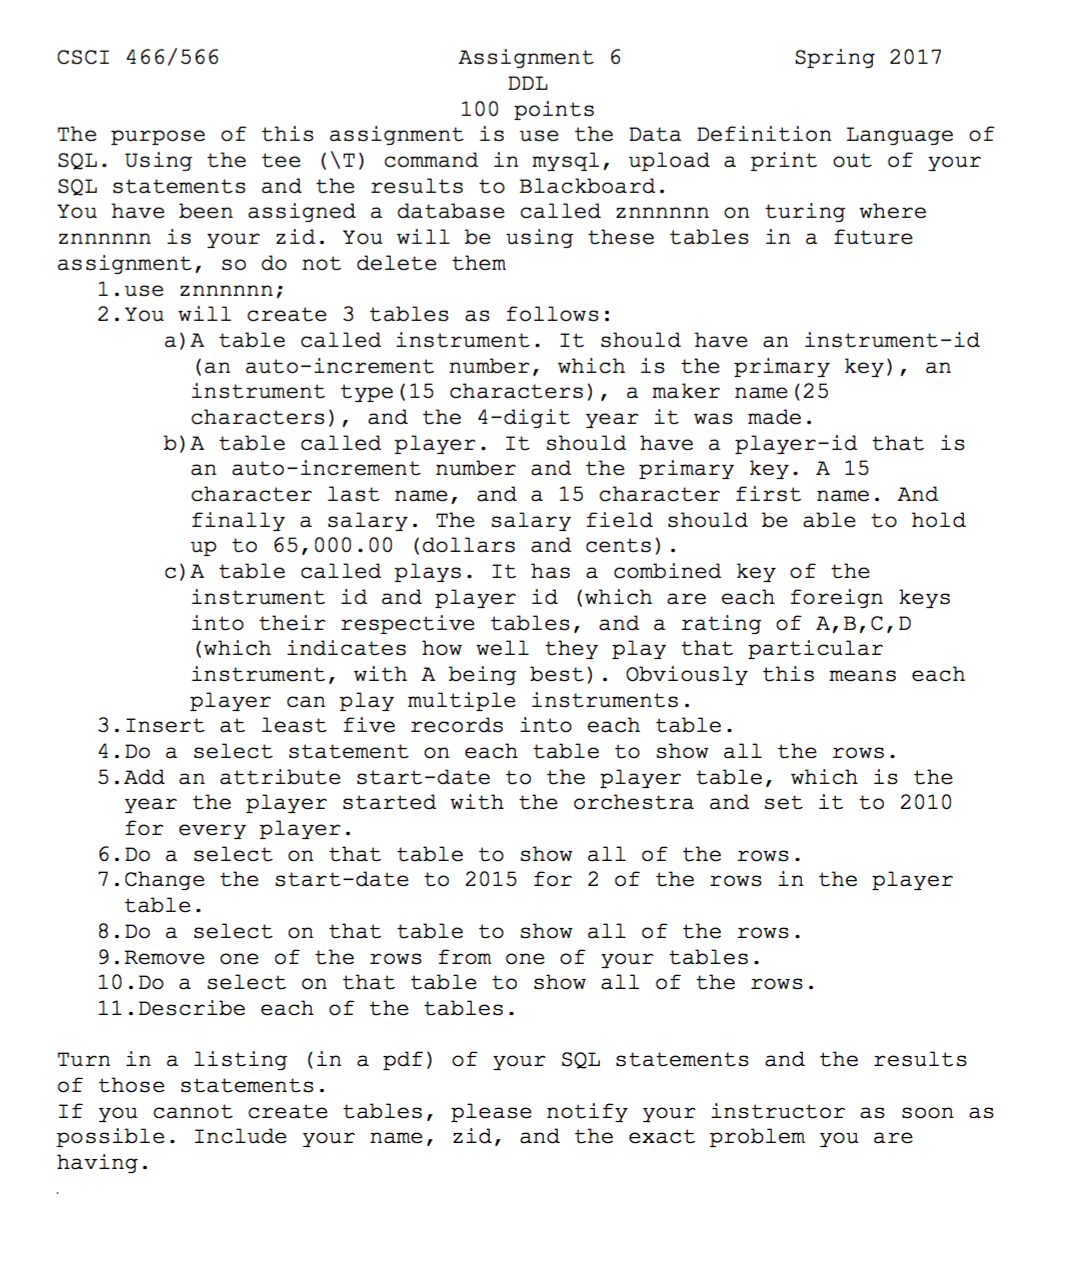 CSCI 466/566 Assignment 6 Spring 2017
DDL
100 points
The purpose of this assignment is use the Data Definition Language of
SQL. Using the tee (\T) command in mysql, upload a print out of your
SQL statements and the results to Blackboard.
You have been assigned a database called znnnnnn on turing where
znnnnnn is your zid. You will be using these tables in a future
assignment, so do not delete them
1.use znnnnnn;
2.You will create 3 tables as follows:
a)A table called instrument. It should have an instrument-id
(an auto-increment number, which is the primary key), an
instrument type(15 characters), a maker name(25
characters), and the 4-digit year it was made.
b)A table called player. It should have a player-id that is
an auto-increment number and the primary key. A 15
character last name, and a 15 character first name. And
finally a salary. The salary field should be able to hold
up to 65,000.00 (dollars and cents).
c)A table called plays. It has a combined key of the
instrument id and player id (which are each foreign keys
into their respective tables, and a rating of A,B,C,D
(which indicates how well they play that particular
instrument, with A being best). Obviously this means each
player can play multiple instruments.
3.Insert at least five records into each table.
4.Do a select statement on each table to show all the rows.
5.Add an attribute start-date to the player table, which is the
year the player started with the orchestra and set it to 2010
for every player.
6.Do a select on that table to show all of the rows.
7.Change the start-date to 2015 for 2 of the rows in the player
table.
8.Do a select on that table to show all of the rows.
9.Remove one of the rows from one of your tables.
10.Do a select on that table to show all of the rows.
11.Describe each of the tables.
Turn in a listing (in a pdf) of your SQL statements and the results
of those statements.
If you cannot create tables, please notify your instructor as soon as
possible. Include your name, zid, and the exact problem you are
having.